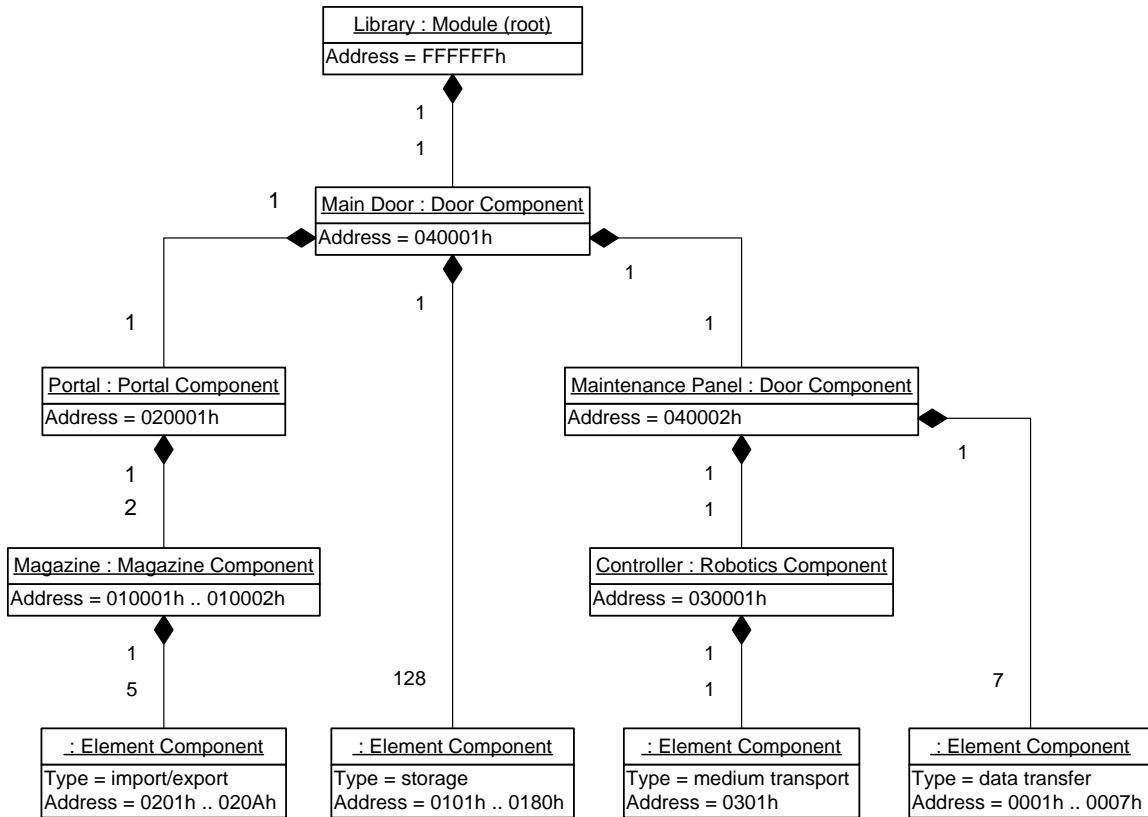 Library : Module (root)
Address = FFFFFFh
1
1
1
Main Door : Door Component
Address = 040001h
1
1
1
1
Portal : Portal Component
Address = 020001h
Maintenance Panel : Door Component
Address = 040002h
1
1
1
2
1
Magazine : Magazine Component
Address = 010001h .. 010002h
Controller : Robotics Component
Address = 030001h
1
1
5
128
1
7
: Element Component
Type = import/export
Address = 0201h .. 020Ah
: Element Component
Type = storage
Address = 0101h .. 0180h
: Element Component
Type = medium transport
Address = 0301h
: Element Component
Type = data transfer
Address = 0001h .. 0007h